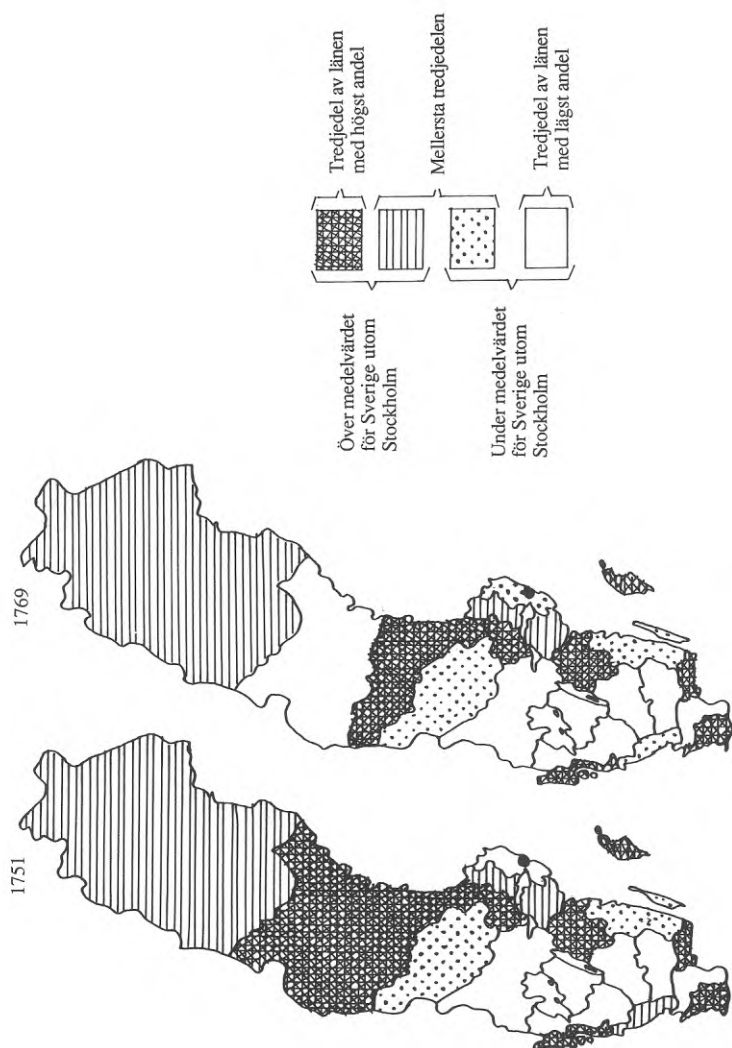 1751
1769
Över medelvärdet
för Sverige utom
Stockholm
Under medelvärdet
för Sverige utom
Stockholm
Tredjedel av länen
med högst andel
Mellersta tredjedelen
Tredjedel av länen
med lägst andel